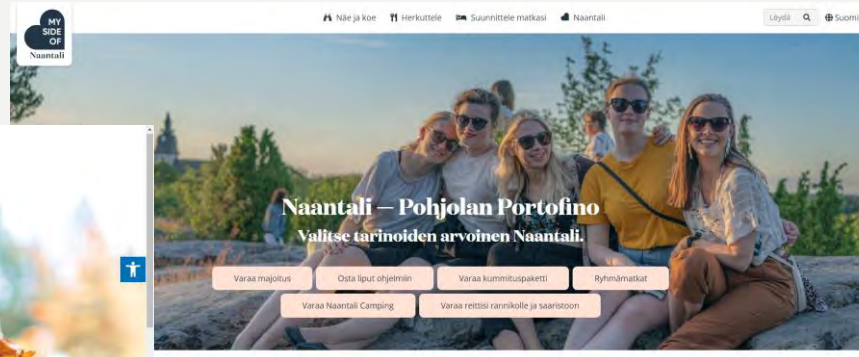 MY
SIDE
OF
Naantali
Näe ja koe
Herkuttele
Suunnittele matkasi
Naantali
Löydä
Suomi
Naantali — Pohjolan Portofino
Valitse tarinoiden arvoinen Naantali.
Varaa majoitus
Osta liput ohjelmiin
Varaa kummituspaketti
Ryhmämatkat
Varaa Naantali Camping
Varaa reittisi rannikolle ja saaristoon